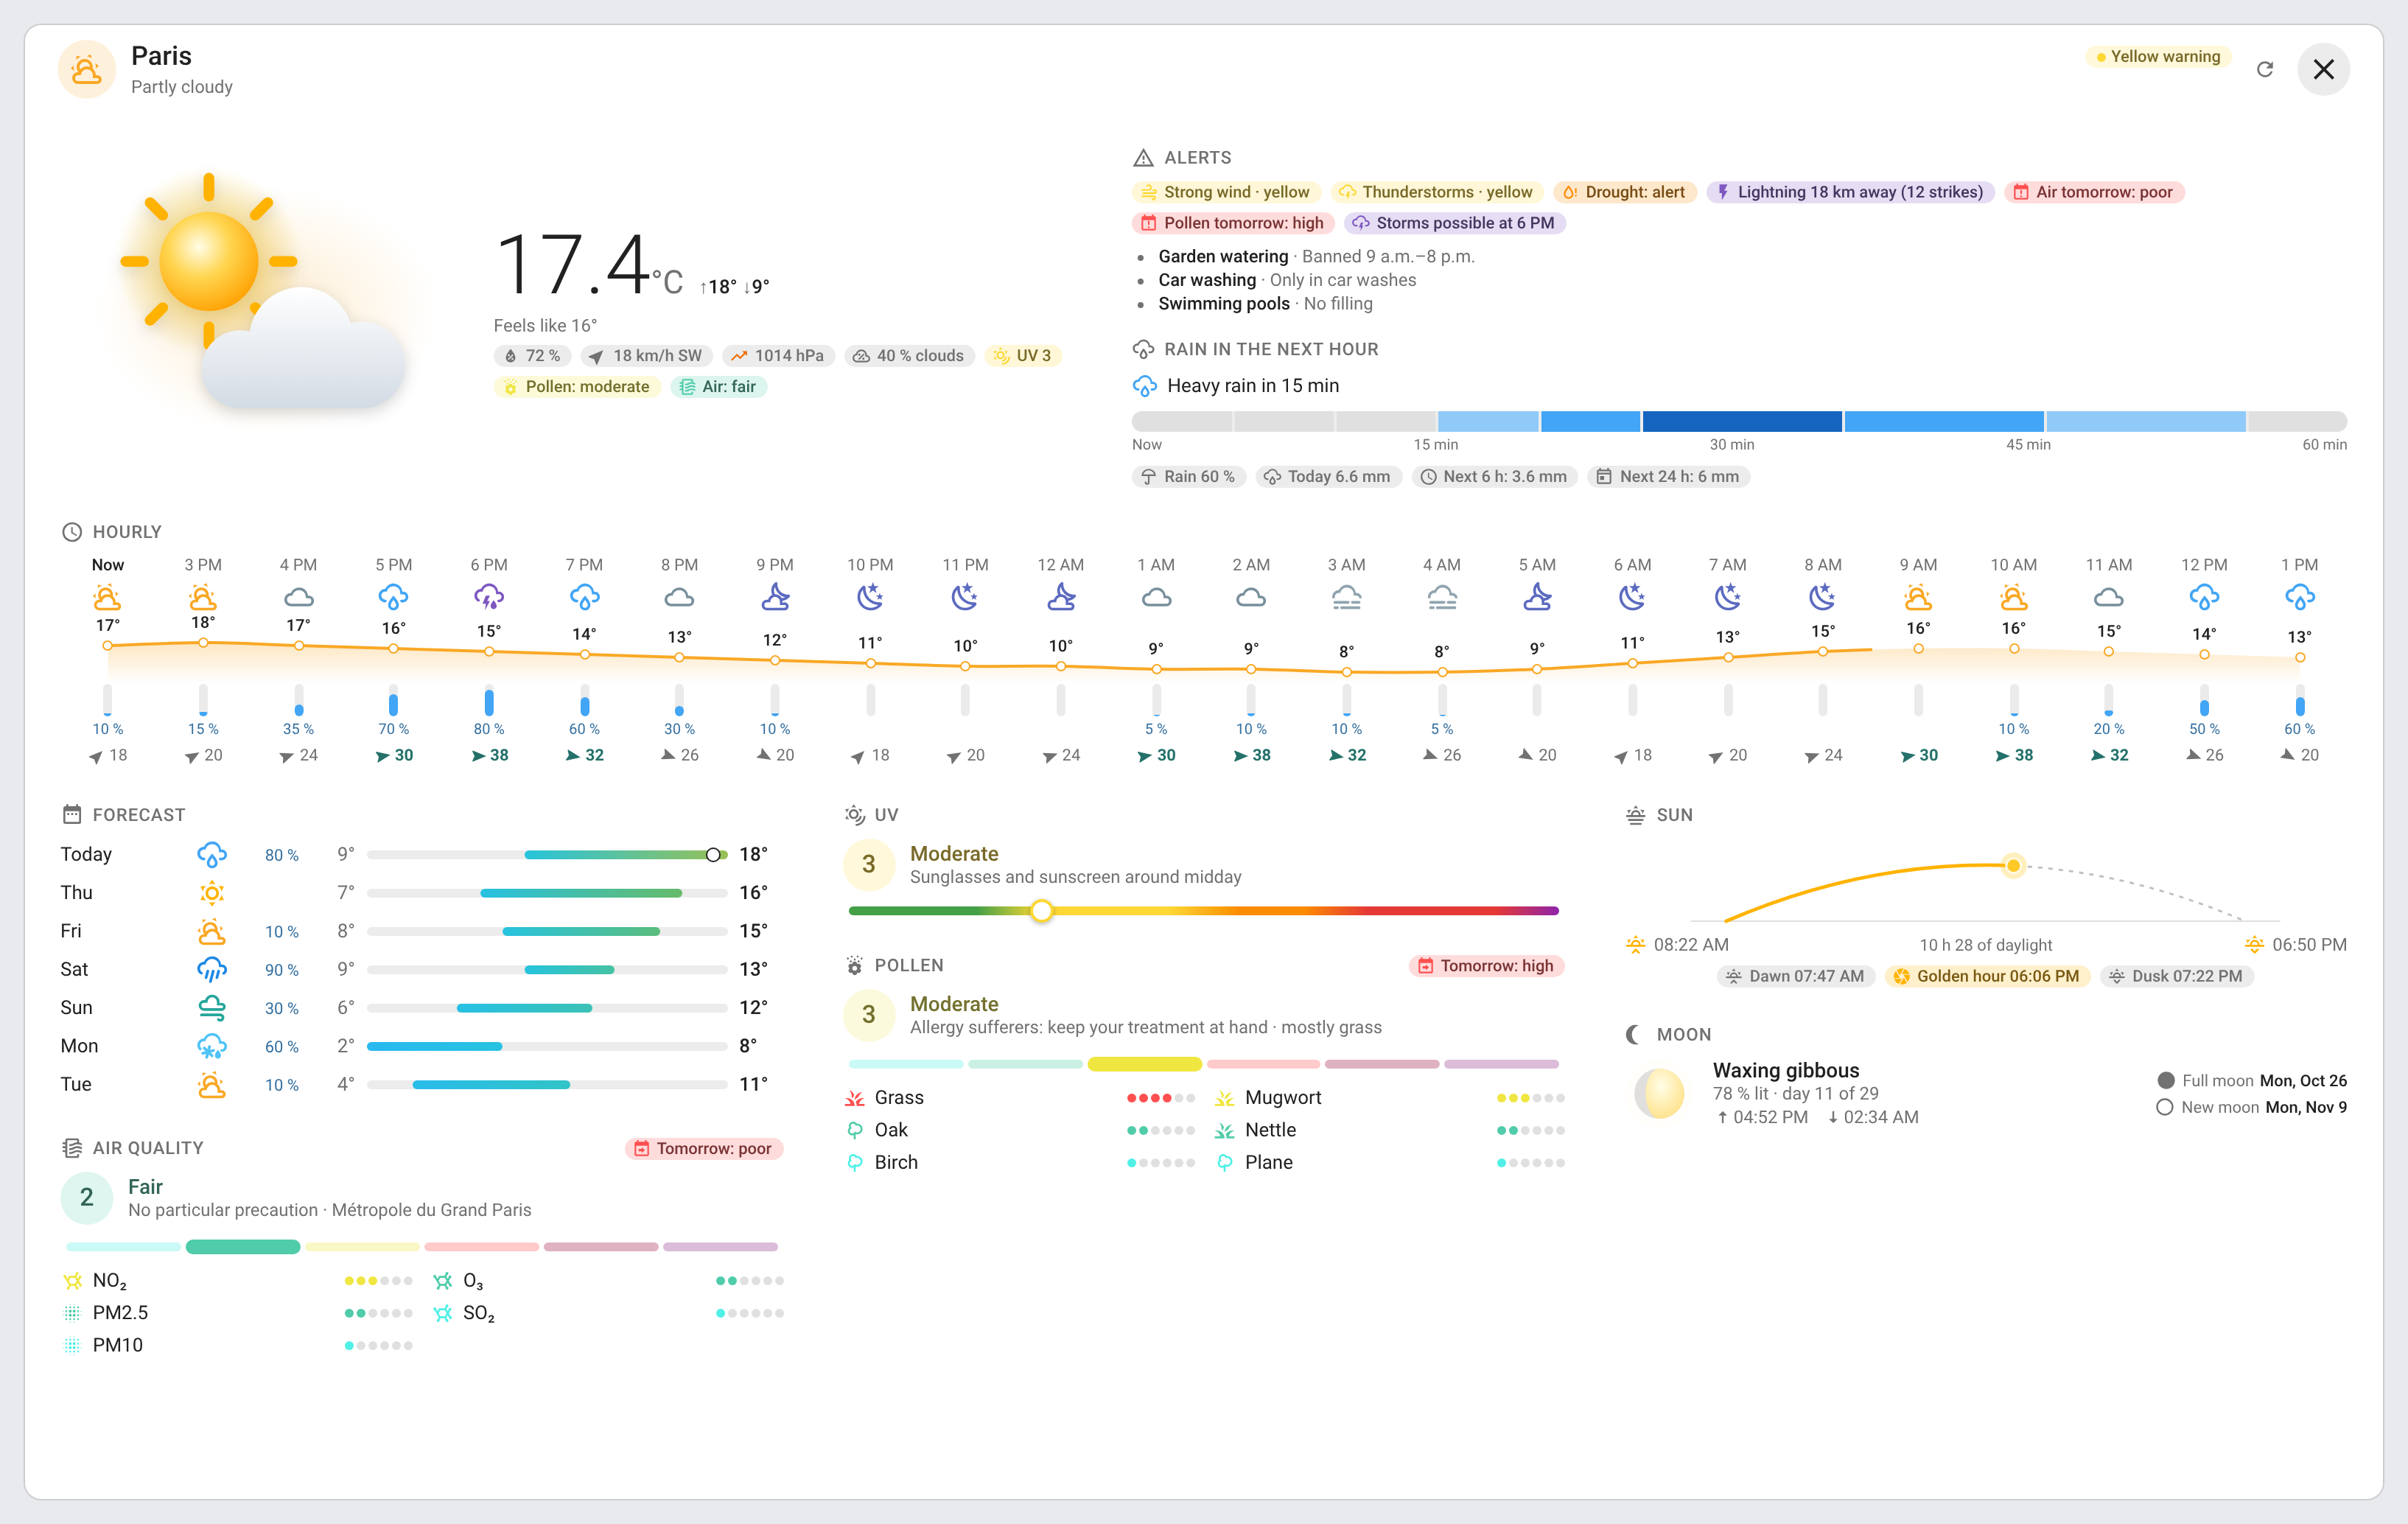 Paris
Partly cloudy
Yellow warning
17.4°C ↑18° ↓9°
Feels like 16°
72 % 18 km/h SW 1014 hPa 40 % clouds UV 3
Pollen: moderate Air: fair
ALERTS
Strong wind · yellow Thunderstorms · yellow Drought: alert Lightning 18 km away (12 strikes) Air tomorrow: poor
Pollen tomorrow: high Storms possible at 6 PM
• Garden watering · Banned 9 a.m.–8 p.m.
• Car washing · Only in car washes
• Swimming pools · No filling
RAIN IN THE NEXT HOUR
Heavy rain in 15 min
Now 15 min 30 min 45 min 60 min
Rain 60 % Today 6.6 mm Next 6 h: 3.6 mm Next 24 h: 6 mm
HOURLY
Now 3 PM 4 PM 5 PM 6 PM 7 PM 8 PM 9 PM 10 PM 11 PM 12 AM 1 AM 2 AM 3 AM 4 AM 5 AM 6 AM 7 AM 8 AM 9 AM 10 AM 11 AM 12 PM 1 PM
17° 18° 17° 16° 15° 14° 13° 12° 11° 10° 10° 9° 9° 8° 8° 9° 11° 13° 15° 16° 16° 15° 14° 13°
10 % 15 % 35 % 70 % 80 % 60 % 30 % 10 % 5 % 10 % 10 % 5 % 10 % 20 % 50 % 60 %
18 20 24 30 38 32 26 20 18 20 24 30 38 32 26 20 18 20 24 30 38 32 26 20
FORECAST
Today 80 % 9° 18°
Thu 7° 16°
Fri 10 % 8° 15°
Sat 90 % 9° 13°
Sun 30 % 6° 12°
Mon 60 % 2° 8°
Tue 10 % 4° 11°
AIR QUALITY Tomorrow: poor
2 Fair
No particular precaution · Métropole du Grand Paris
NO₂ O₃
PM2.5 SO₂
PM10
UV
3 Moderate
Sunglasses and sunscreen around midday
POLLEN Tomorrow: high
3 Moderate
Allergy sufferers: keep your treatment at hand · mostly grass
Grass Mugwort
Oak Nettle
Birch Plane
SUN
08:22 AM 10 h 28 of daylight 06:50 PM
Dawn 07:47 AM Golden hour 06:06 PM Dusk 07:22 PM
MOON
Waxing gibbous
78 % lit · day 11 of 29
↑ 04:52 PM ↓ 02:34 AM
Full moon Mon, Oct 26
New moon Mon, Nov 9